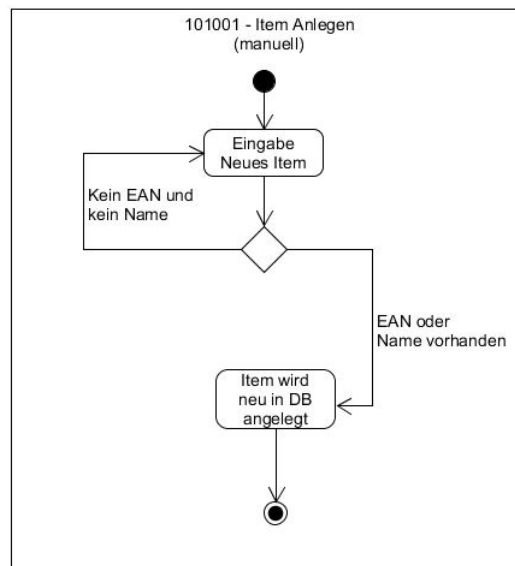 101001 - Item Anlegen
(manuell)
Eingabe
Neues Item
Kein EAN und
kein Name
EAN oder
Name vorhanden
Item wird
neu in DB
angelegt